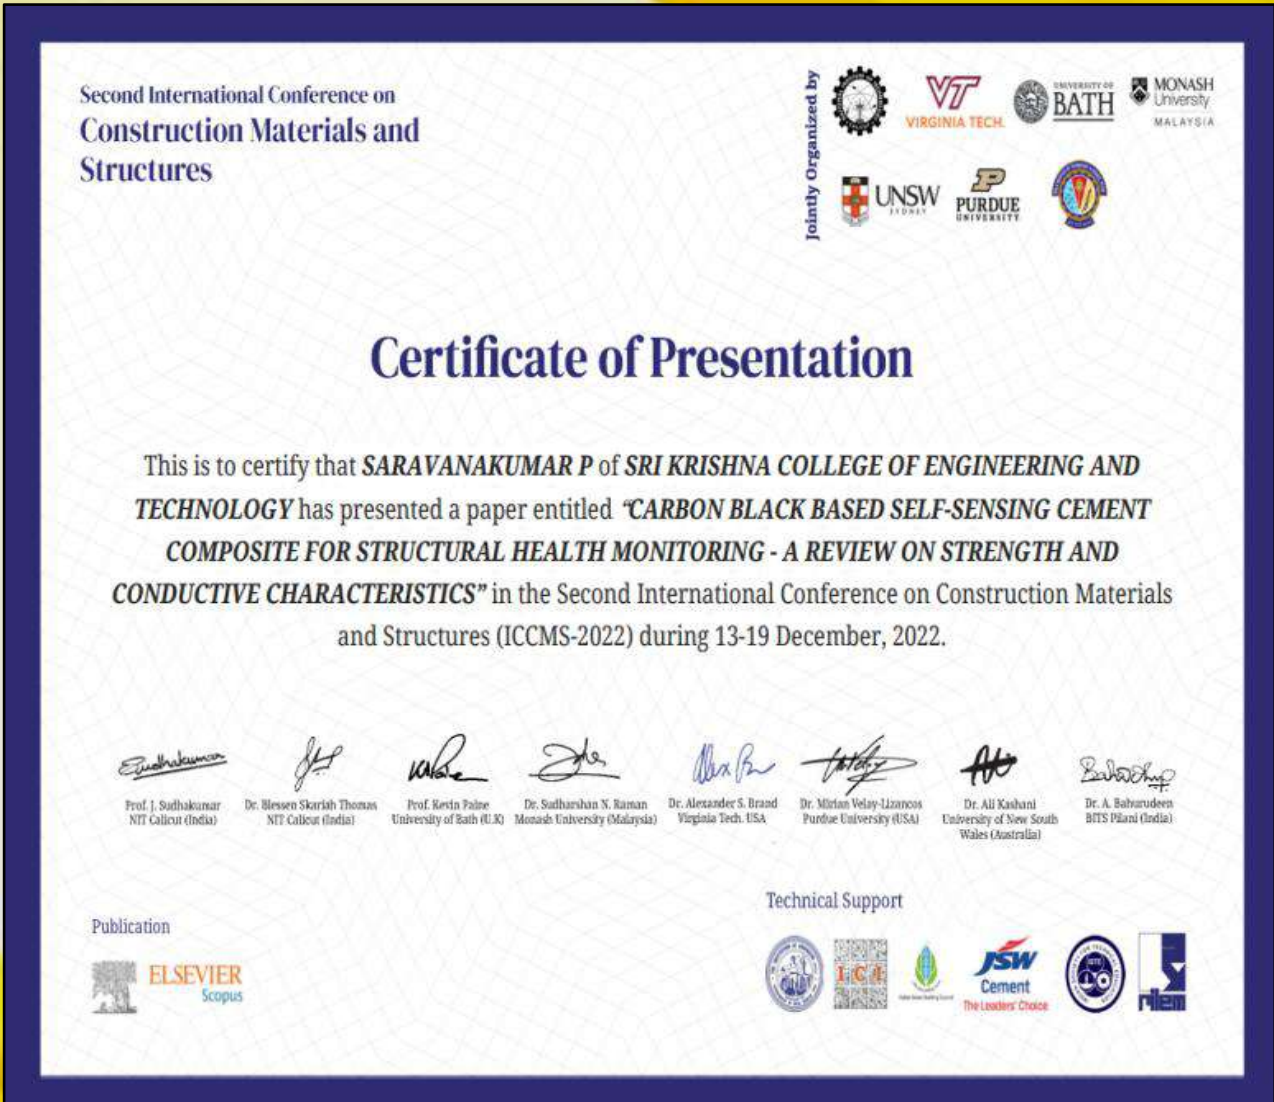 Second International Conference on
Construction Materials and
Structures
Jointly Organized by
VT
VIRGINIA TECH.
UNIVERSITY OF
BATH
MONASH
University
MALAYSIA
UNSW
SYDNEY
PURDUE
UNIVERSITY
Certificate of Presentation
This is to certify that SARAVANAKUMAR P of SRI KRISHNA COLLEGE OF ENGINEERING AND
TECHNOLOGY has presented a paper entitled “CARBON BLACK BASED SELF-SENSING CEMENT
COMPOSITE FOR STRUCTURAL HEALTH MONITORING - A REVIEW ON STRENGTH AND
CONDUCTIVE CHARACTERISTICS” in the Second International Conference on Construction Materials
and Structures (ICCMS-2022) during 13-19 December, 2022.
Prof. J. Sudhakumar
NIT Calicut (India)
Dr. Blessen Skariah Thomas
NIT Calicut (India)
Prof. Kevin Paine
University of Bath (U.K)
Dr. Sudharshan N. Raman
Monash University (Malaysia)
Dr. Alexander S. Brand
Virginia Tech. USA
Dr. Mirian Velay-Lizancos
Purdue University (USA)
Dr. Ali Kashani
University of New South
Wales (Australia)
Dr. A. Bahurudeen
BITS Pilani (India)
Publication
ELSEVIER
Scopus
Technical Support
ICI
JSW
Cement
The Leaders' Choice
ISTE
rilem